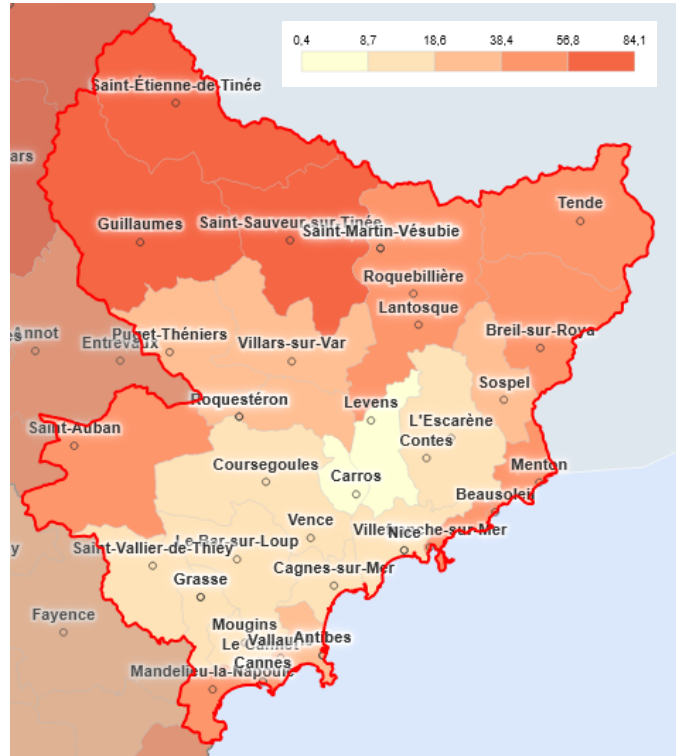 0,4 8,7 18,6 38,4 56,8 84,1
Saint-Étienne-de-Tinée
ars
Tende
Guillaumes
Saint-Sauveur-sur-Tinée
Saint-Martin-Vésubie
Roquebillière
Lantosque
Annot
Entrevaux
Puget-Théniers
Villars-sur-Var
Breil-sur-Roya
Sospel
Roquestéron
Levens
Saint-Auban
L'Escarène
Contes
Coursegoules
Carros
Menton
Beausoleil
Vence
Villefranche-sur-Mer
Nice
Le Bar-sur-Loup
Saint-Vallier-de-Thiey
Cagnes-sur-Mer
Grasse
Fayence
Mougins
Le Cannet
Vallauris
Antibes
Cannes
Mandelieu-la-Napoule